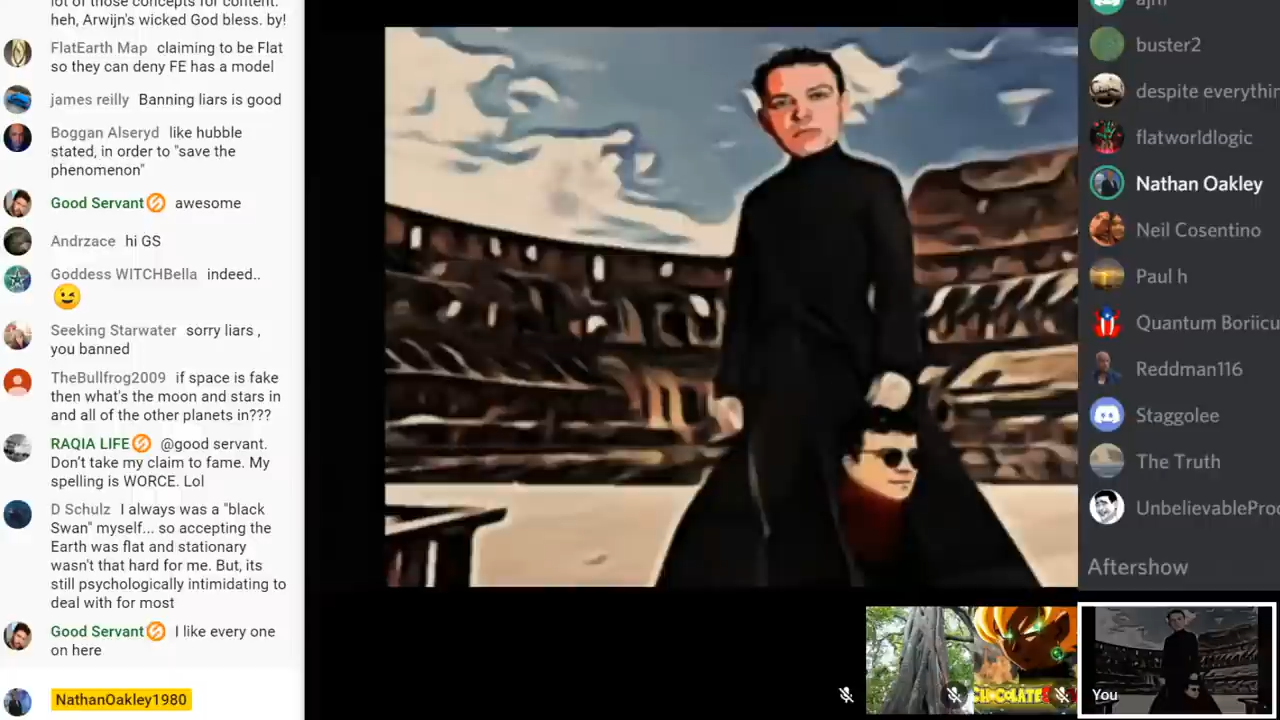 lot of those concepts for content.
heh, Arwijn's wicked God bless. by!
FlatEarth Map claiming to be Flat
so they can deny FE has a model
james reilly Banning liars is good
Boggan Alseryd like hubble
stated, in order to "save the
phenomenon"
Good Servant awesome
Andrzace hi GS
Goddess WITCHBella indeed..
Seeking Starwater sorry liars ,
you banned
TheBullfrog2009 if space is fake
then what's the moon and stars in
and all of the other planets in???
RAQIA LIFE @good servant.
Don't take my claim to fame. My
spelling is WORCE. Lol
D Schulz I always was a "black
Swan" myself... so accepting the
Earth was flat and stationary
wasn't that hard for me. But, its
still psychologically intimidating to
deal with for most
Good Servant I like every one
on here
NathanOakley1980
ajm
buster2
despite everythin
flatworldlogic
Nathan Oakley
Neil Cosentino
Paul h
Quantum Boriicu
Reddman116
Staggolee
The Truth
UnbelievablePro
Aftershow
You